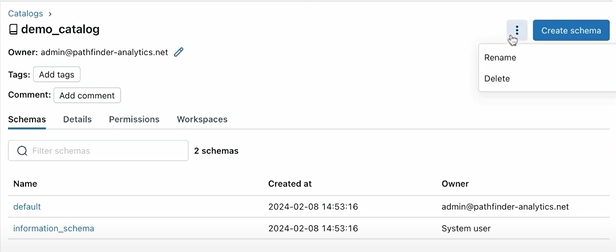 Catalogs >
demo_catalog
Create schema
Owner: admin@pathfinder-analytics.net
Rename
Tags: Add tags
Delete
Comment: Add comment
Schemas Details Permissions Workspaces
Filter schemas 2 schemas
Name Created at Owner
default 2024-02-08 14:53:16 admin@pathfinder-analytics.net
information_schema 2024-02-08 14:53:16 System user